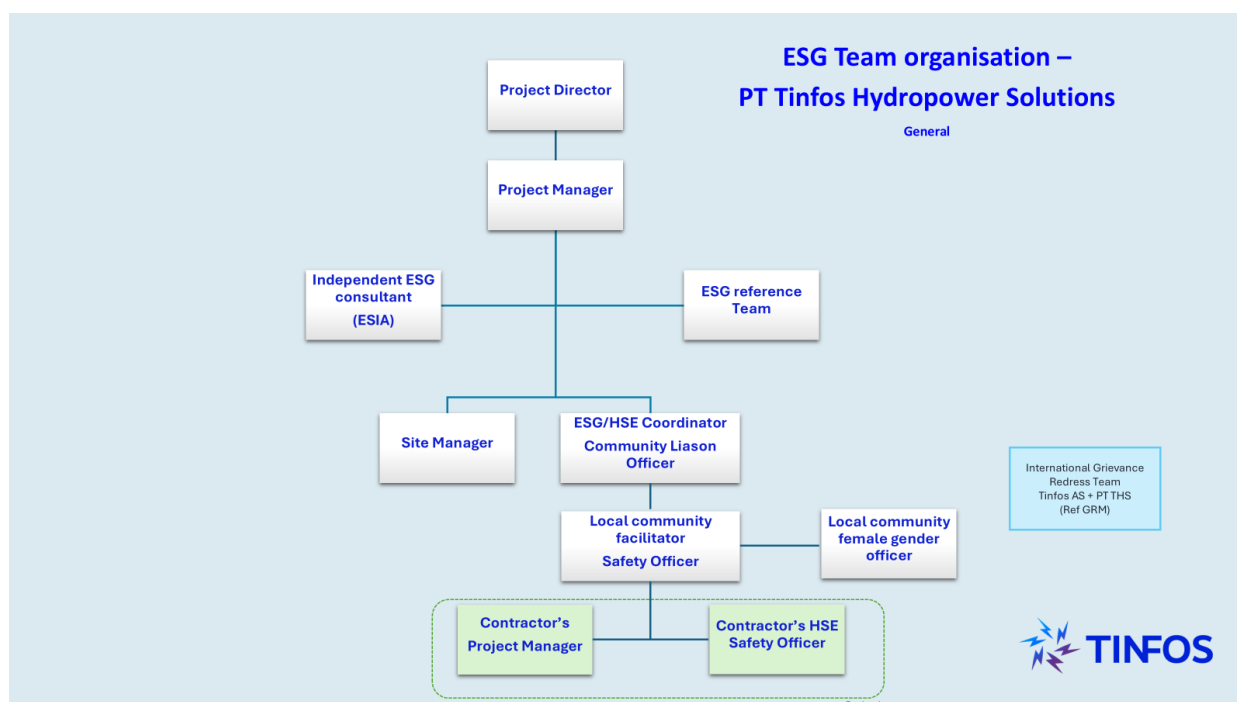 ESG Team organisation –
PT Tinfos Hydropower Solutions
General
Project Director
Project Manager
Independent ESG
consultant
(ESIA)
ESG reference
Team
Site Manager
ESG/HSE Coordinator
Community Liason
Officer
International Grievance
Redress Team
Tinfos AS + PT THS
(Ref GRM)
Local community
facilitator
Safety Officer
Local community
female gender
officer
Contractor's
Project Manager
Contractor's HSE
Safety Officer
TINFOS